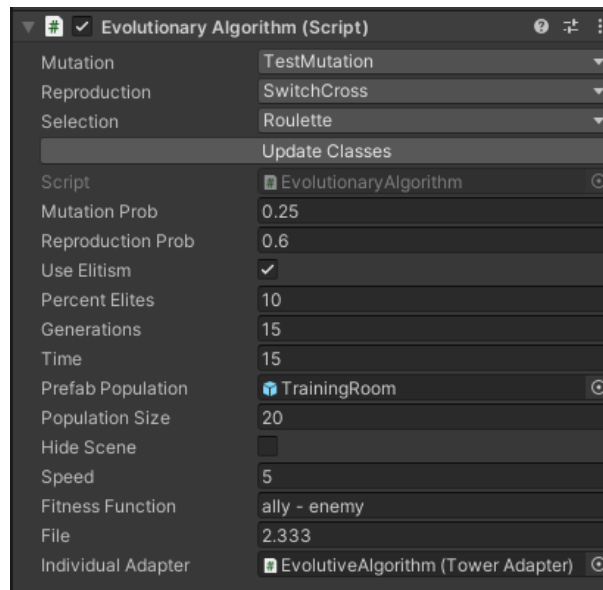 Evolutionary Algorithm (Script)
Mutation TestMutation
Reproduction SwitchCross
Selection Roulette
Update Classes
Script EvolutionaryAlgorithm
Mutation Prob 0.25
Reproduction Prob 0.6
Use Elitism
Percent Elites 10
Generations 15
Time 15
Prefab Population TrainingRoom
Population Size 20
Hide Scene
Speed 5
Fitness Function ally - enemy
File 2.333
Individual Adapter EvolutiveAlgorithm (Tower Adapter)